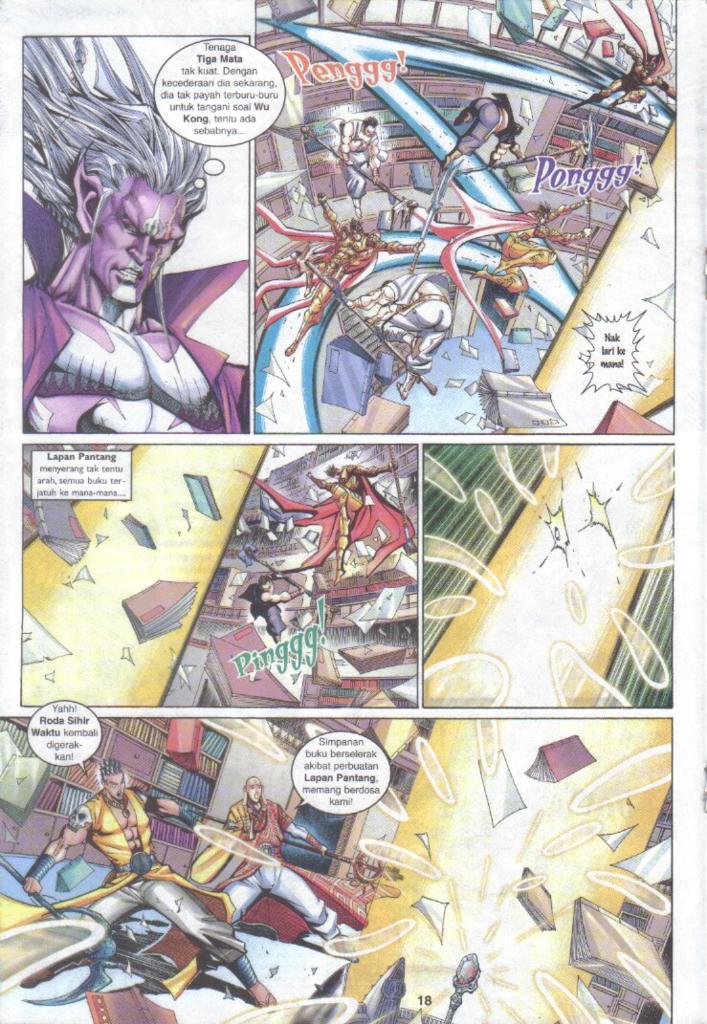 Tenaga
Tiga Mata
tak kuat. Dengan
kecederaan dia sekarang,
dia tak payah terburu-buru
untuk tangani soal Wu
Kong, tentu ada
sebabnya...
Penggg!
Ponggg!
Nak
lari ke
mana!
Lapan Pantang
menyerang tak tentu
arah, semua buku ter-
jatuh ke mana-mana....
Pinggg!
Yahh!
Roda Sihir
Waktu kembali
digerak-
kan!
Simpanan
buku berselerak
akibat perbuatan
Lapan Pantang,
memang berdosa
kami!
18